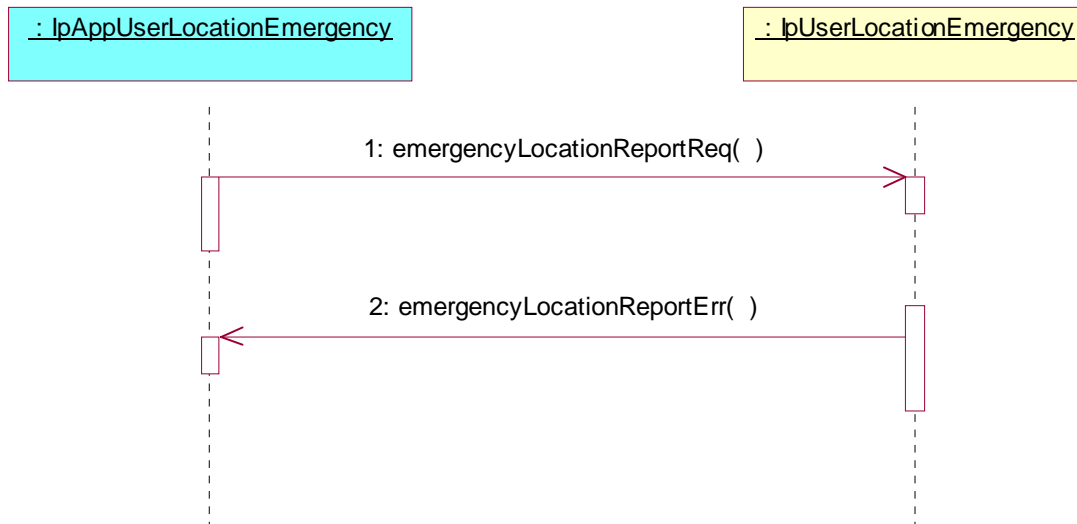 : IpAppUserLocationEmergency
: IpUserLocationEmergency
1: emergencyLocationReportReq( )
2: emergencyLocationReportErr( )